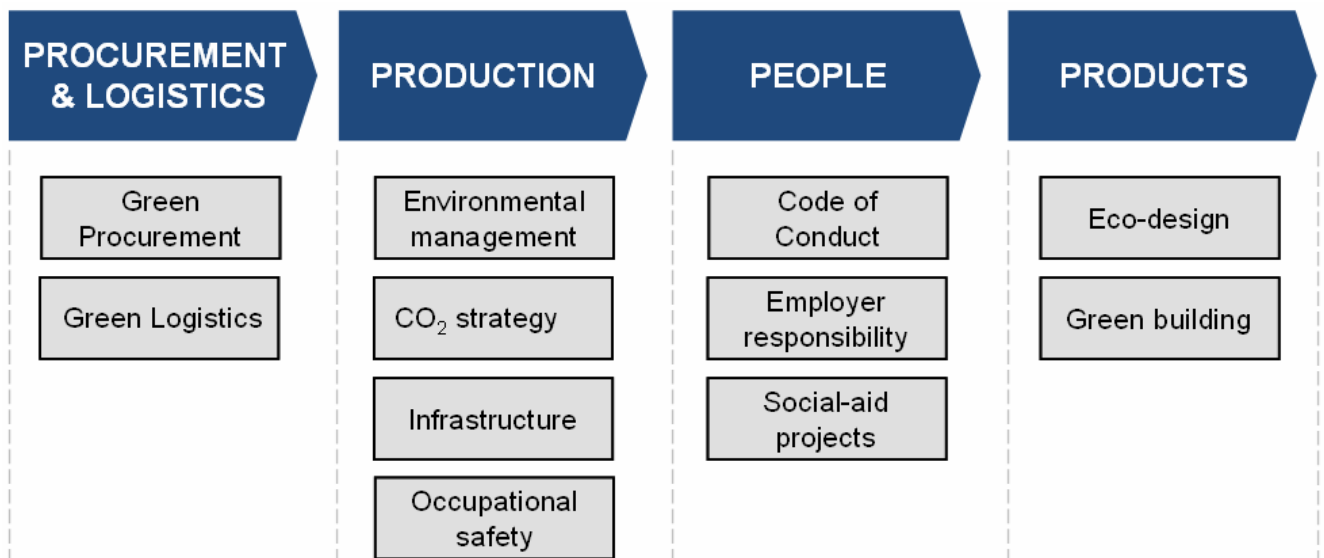 PROCUREMENT
& LOGISTICS
PRODUCTION
PEOPLE
PRODUCTS
Green
Procurement
Green Logistics
Environmental
management
CO₂ strategy
Infrastructure
Occupational
safety
Code of
Conduct
Employer
responsibility
Social-aid
projects
Eco-design
Green building